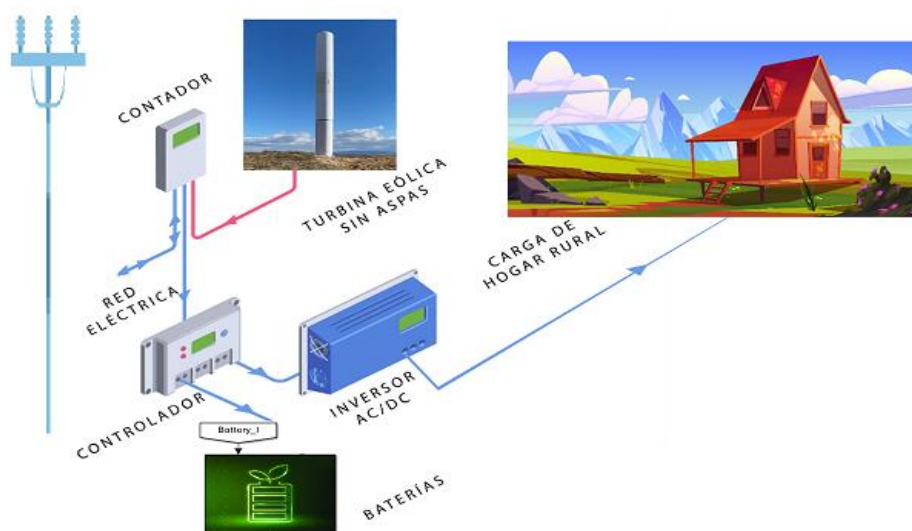 CONTADOR
TURBINA EÓLICA
SIN ASPAS
CARGA DE
HOGAR RURAL
RED
ELÉCTRICA
CONTROLADOR
INVERSOR
AC/DC
Battery_1
BATERÍAS